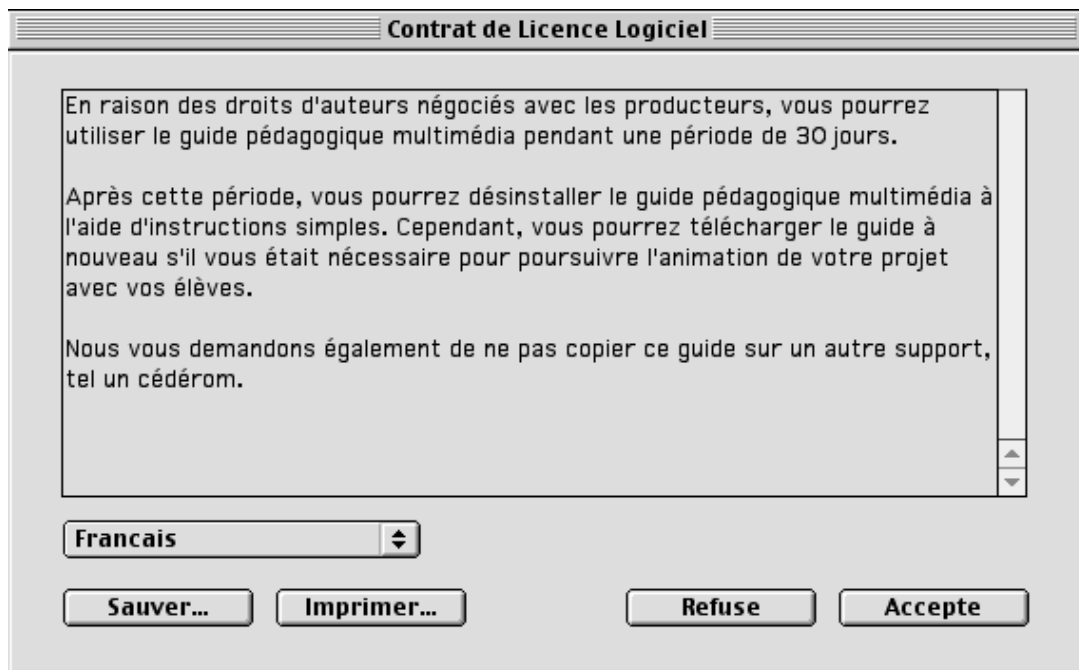 Contrat de Licence Logiciel
En raison des droits d'auteurs négociés avec les producteurs, vous pourrez
utiliser le guide pédagogique multimédia pendant une période de 30 jours.
Après cette période, vous pourrez désinstaller le guide pédagogique multimédia à
l'aide d'instructions simples. Cependant, vous pourrez télécharger le guide à
nouveau s'il vous était nécessaire pour poursuivre l'animation de votre projet
avec vos élèves.
Nous vous demandons également de ne pas copier ce guide sur un autre support,
tel un cédérom.
Francais
Sauver... Imprimer... Refuse Accepte